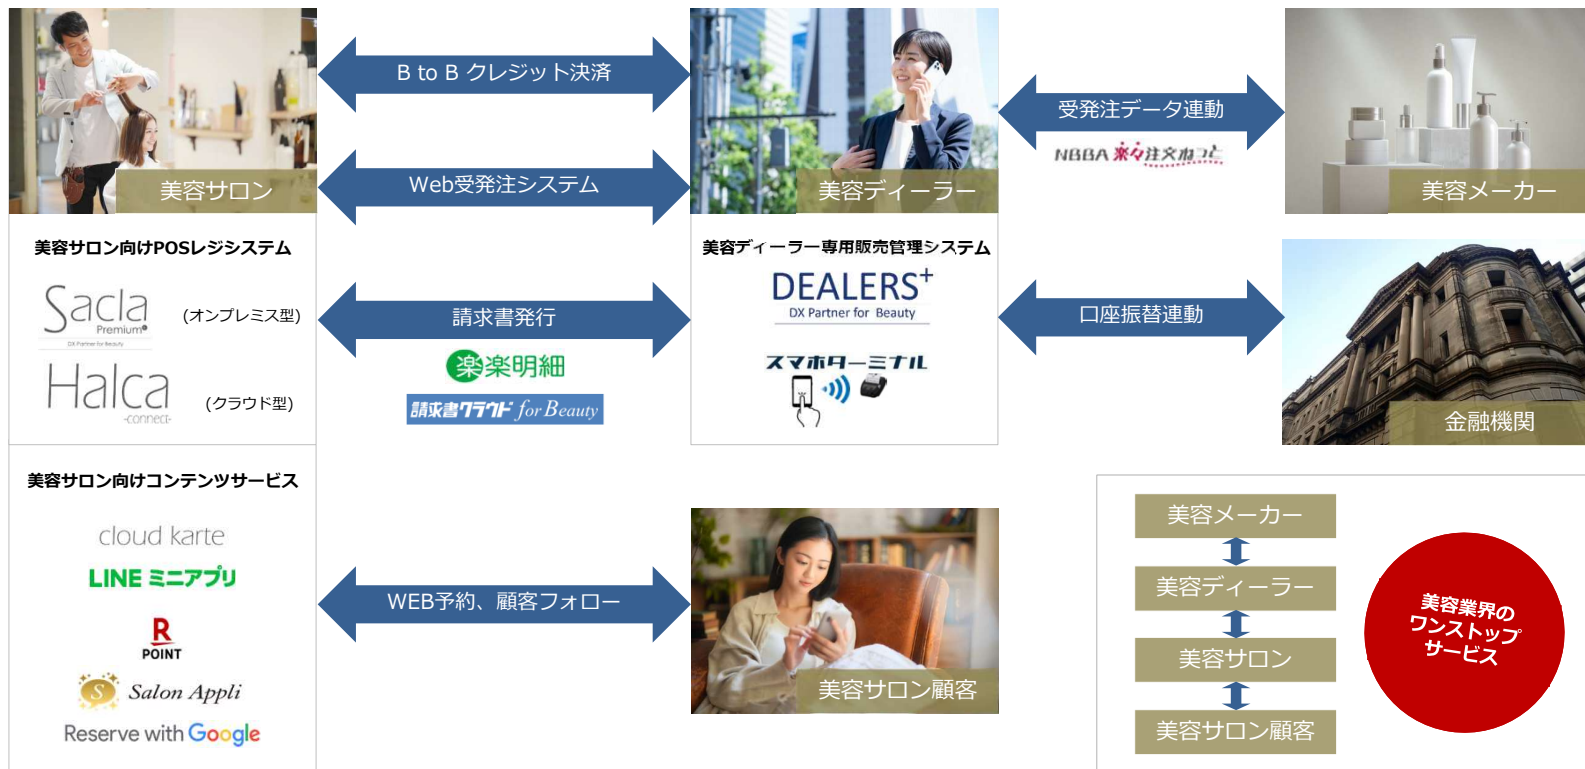 美容サロン
B to B クレジット決済
Web受発注システム
美容ディーラー
受発注データ連動
NBBA 楽々注文ねっと
美容メーカー
美容サロン向けPOSレジシステム
Sacla
Premium
DX Partner for Beauty
(オンプレミス型)
Halca
-connect-
(クラウド型)
請求書発行
楽楽明細
請求書クラウド for Beauty
美容ディーラー専用販売管理システム
DEALERS+
DX Partner for Beauty
スマホターミナル
口座振替連動
金融機関
美容サロン向けコンテンツサービス
cloud karte
LINE ミニアプリ
R
POINT
S Salon Appli
Reserve with Google
WEB予約、顧客フォロー
美容サロン顧客
美容メーカー
美容ディーラー
美容サロン
美容サロン顧客
美容業界の
ワンストップ
サービス